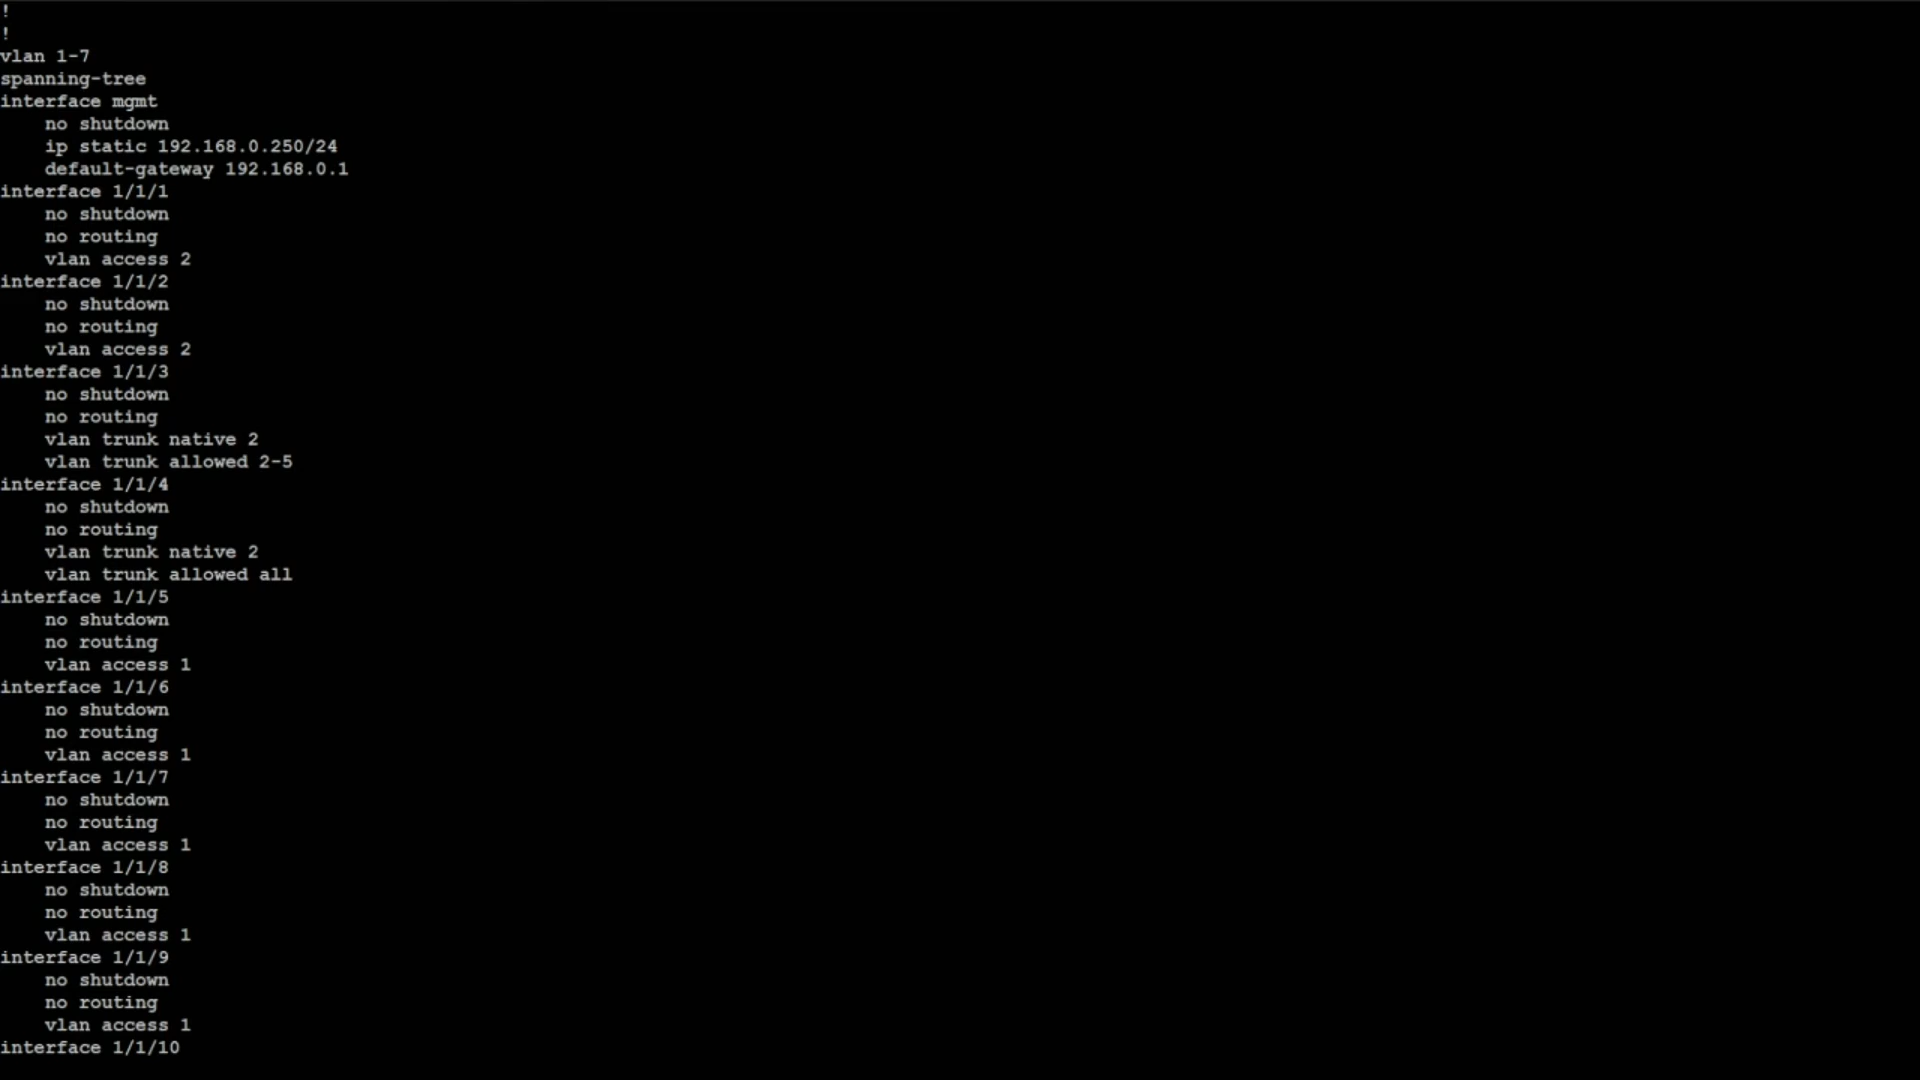 !
!
vlan 1-7
spanning-tree
interface mgmt
    no shutdown
    ip static 192.168.0.250/24
    default-gateway 192.168.0.1
interface 1/1/1
    no shutdown
    no routing
    vlan access 2
interface 1/1/2
    no shutdown
    no routing
    vlan access 2
interface 1/1/3
    no shutdown
    no routing
    vlan trunk native 2
    vlan trunk allowed 2-5
interface 1/1/4
    no shutdown
    no routing
    vlan trunk native 2
    vlan trunk allowed all
interface 1/1/5
    no shutdown
    no routing
    vlan access 1
interface 1/1/6
    no shutdown
    no routing
    vlan access 1
interface 1/1/7
    no shutdown
    no routing
    vlan access 1
interface 1/1/8
    no shutdown
    no routing
    vlan access 1
interface 1/1/9
    no shutdown
    no routing
    vlan access 1
interface 1/1/10